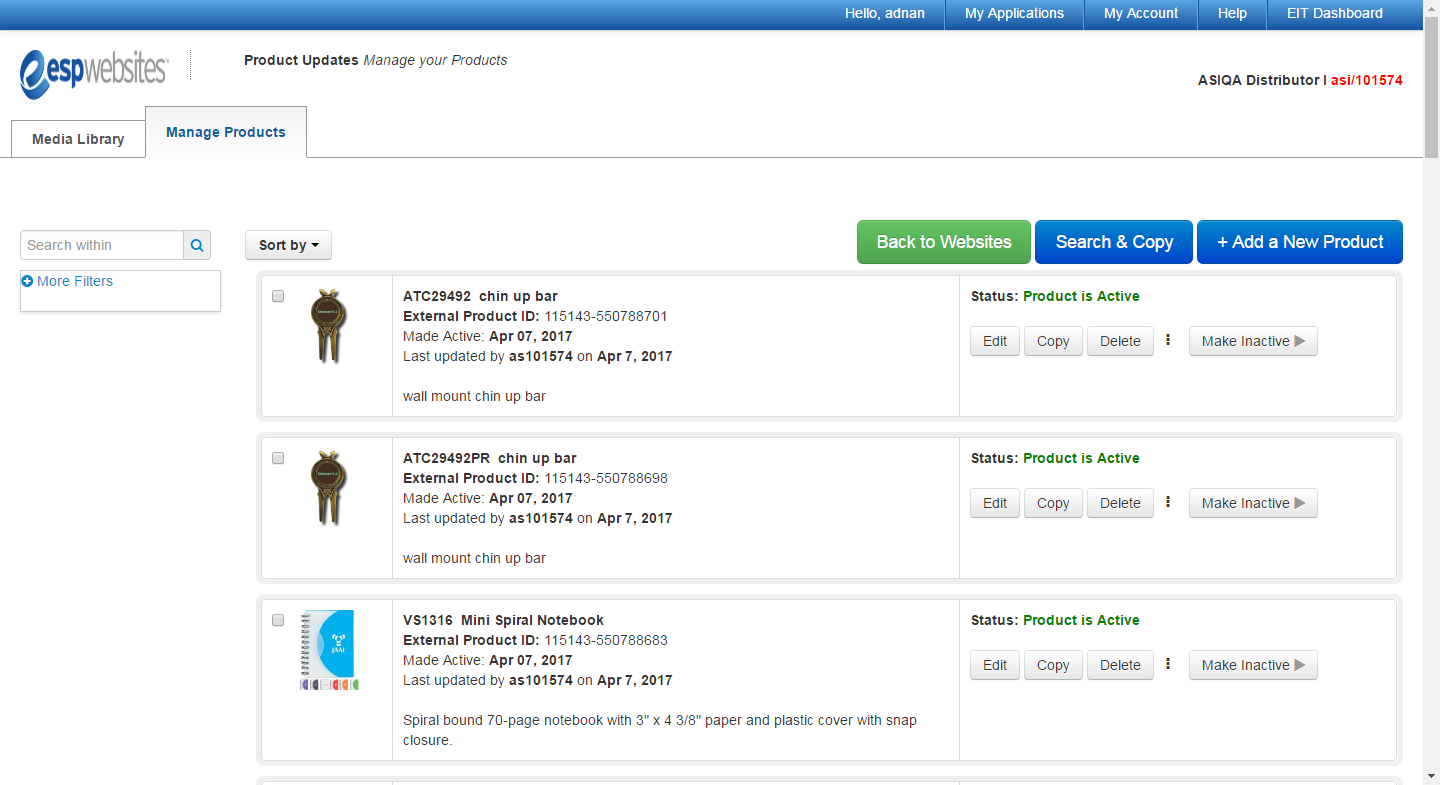 Hello, adnan My Applications My Account Help EIT Dashboard
espwebsites
Product Updates Manage your Products
ASIQA Distributor I asi/101574
Media Library
Manage Products
Search within
More Filters
Sort by
Back to Websites
Search & Copy
+ Add a New Product
ATC29492 chin up bar
External Product ID: 115143-550788701
Made Active: Apr 07, 2017
Last updated by as101574 on Apr 7, 2017
wall mount chin up bar
Status: Product is Active
Edit Copy Delete Make Inactive
ATC29492PR chin up bar
External Product ID: 115143-550788698
Made Active: Apr 07, 2017
Last updated by as101574 on Apr 7, 2017
wall mount chin up bar
Status: Product is Active
Edit Copy Delete Make Inactive
JAAI
VS1316 Mini Spiral Notebook
External Product ID: 115143-550788683
Made Active: Apr 07, 2017
Last updated by as101574 on Apr 7, 2017
Spiral bound 70-page notebook with 3" x 4 3/8" paper and plastic cover with snap
closure.
Status: Product is Active
Edit Copy Delete Make Inactive